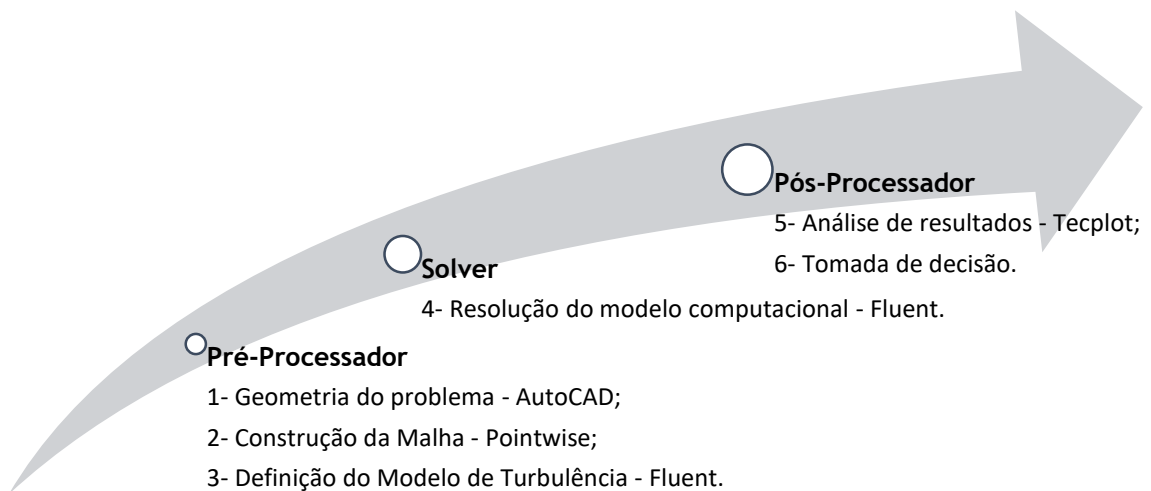 Pós-Processador
5- Análise de resultados - Tecplot;
6- Tomada de decisão.
Solver
4- Resolução do modelo computacional - Fluent.
Pré-Processador
1- Geometria do problema - AutoCAD;
2- Construção da Malha - Pointwise;
3- Definição do Modelo de Turbulência - Fluent.